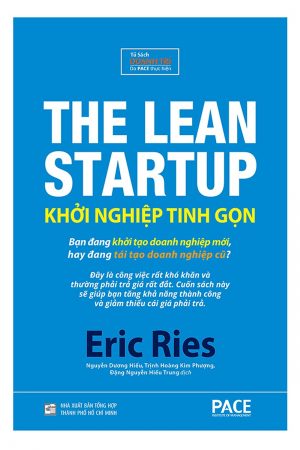 Tủ Sách
DOANH TRÍ
Do PACE thực hiện
THE LEAN
STARTUP
KHỞI NGHIỆP TINH GỌN
Bạn đang khởi tạo doanh nghiệp mới,
hay đang tái tạo doanh nghiệp cũ?
Đây là công việc rất khó khăn và
thường phải trả giá rất đắt. Cuốn sách này
sẽ giúp bạn tăng khả năng thành công
và giảm thiểu cái giá phải trả.
Eric Ries
Nguyễn Dương Hiếu, Trịnh Hoàng Kim Phượng,
Đặng Nguyễn Hiếu Trung dịch
NHÀ XUẤT BẢN TỔNG HỢP
THÀNH PHỐ HỒ CHÍ MINH
PACE
INSTITUTE OF MANAGEMENT